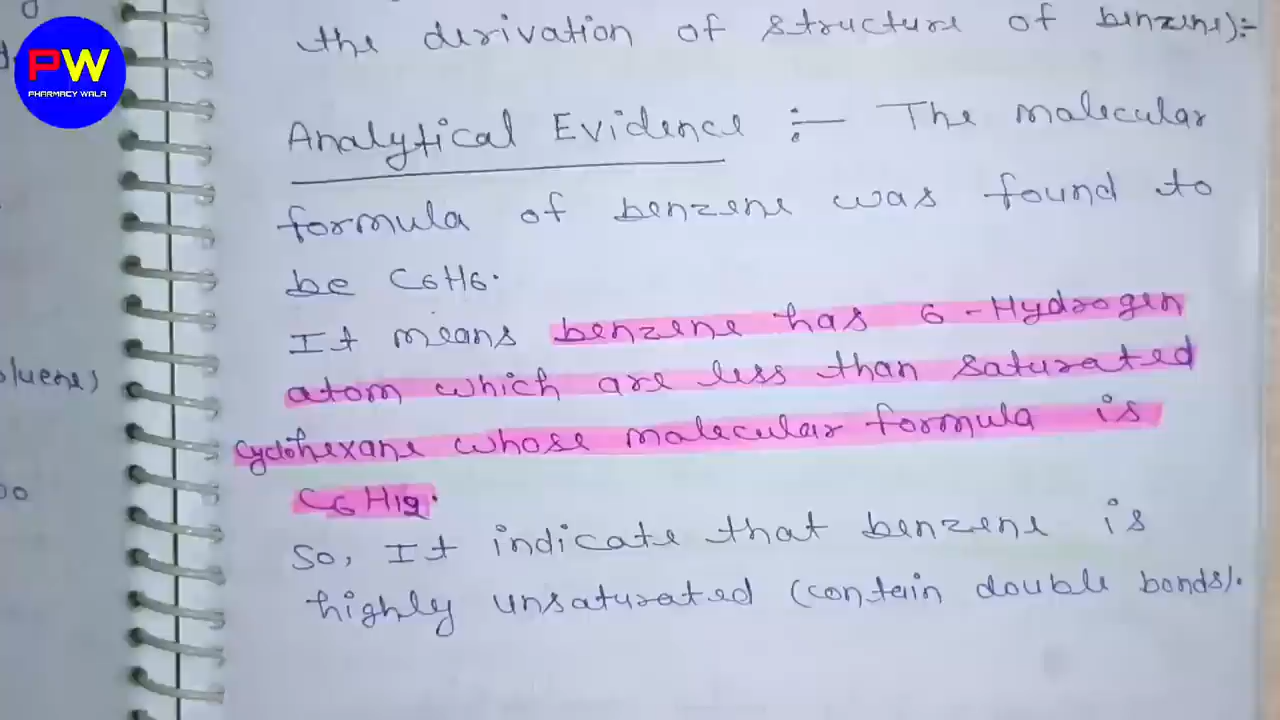 PW
PHARMACY WALA
the derivation of structure of benzene):-
Analytical Evidence :- The molecular
formula of benzene was found to
be C6H6.
It means benzene has 6-Hydrogen
atom which are less than saturated
cyclohexane whose molecular formula is
C6H12.
So, It indicate that benzene is
highly unsaturated (contain double bonds).